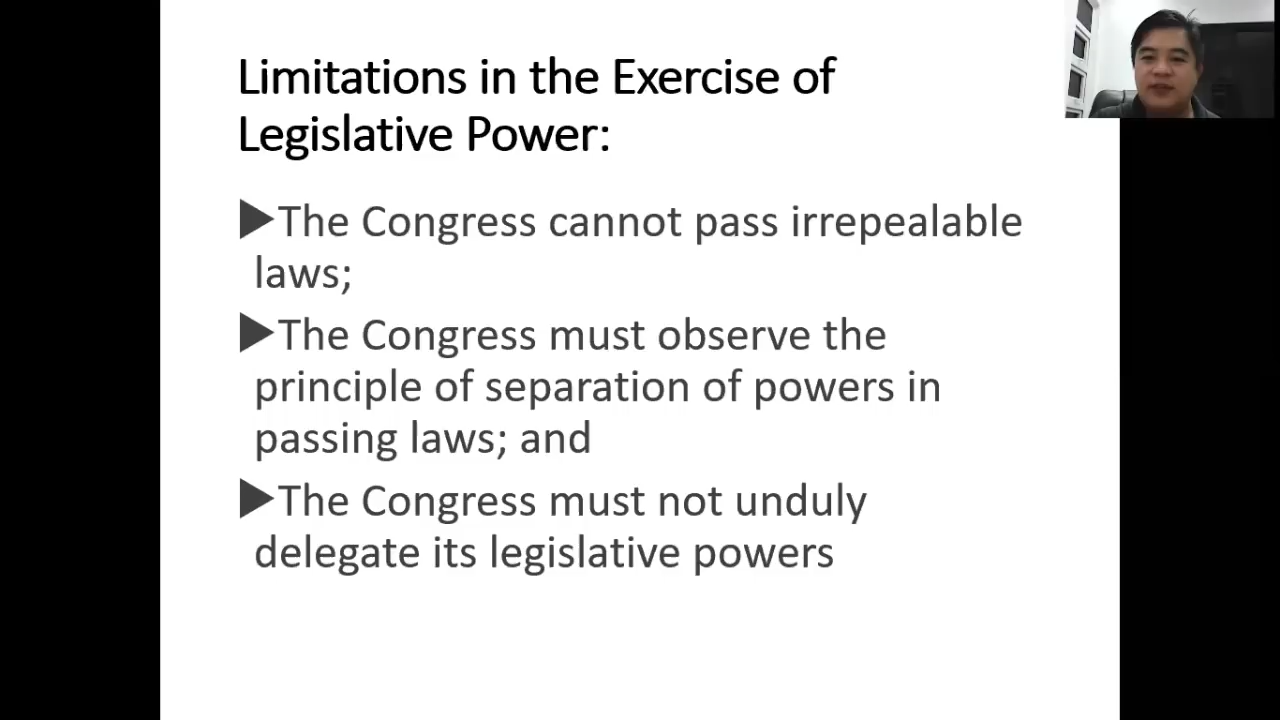 Limitations in the Exercise of
Legislative Power:
▶The Congress cannot pass irrepealable
laws;
▶The Congress must observe the
principle of separation of powers in
passing laws; and
▶The Congress must not unduly
delegate its legislative powers